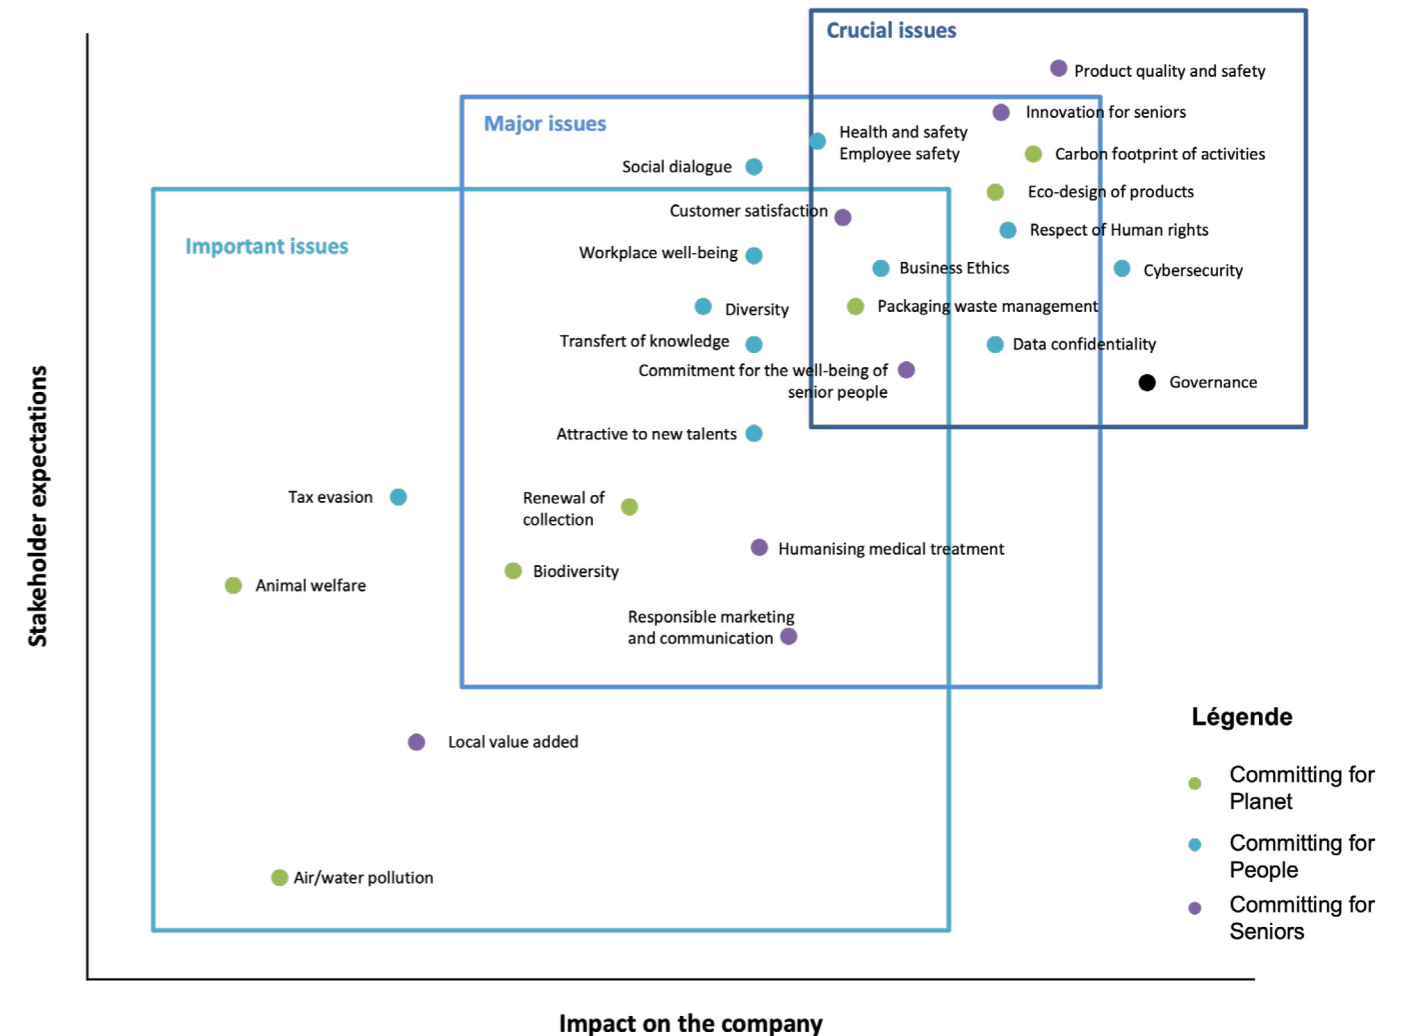 Crucial issues
Product quality and safety
Major issues
Innovation for seniors
Health and safety
Employee safety
Carbon footprint of activities
Social dialogue
Eco-design of products
Customer satisfaction
Respect of Human rights
Important issues
Workplace well-being
Business Ethics
Cybersecurity
Diversity
Packaging waste management
Transfert of knowledge
Data confidentiality
Commitment for the well-being of
senior people
Governance
Attractive to new talents
Tax evasion
Renewal of
collection
Humanising medical treatment
Biodiversity
Animal welfare
Responsible marketing
and communication
Local value added
Air/water pollution
Stakeholder expectations
Impact on the company
Légende
Committing for
Planet
Committing for
People
Committing for
Seniors